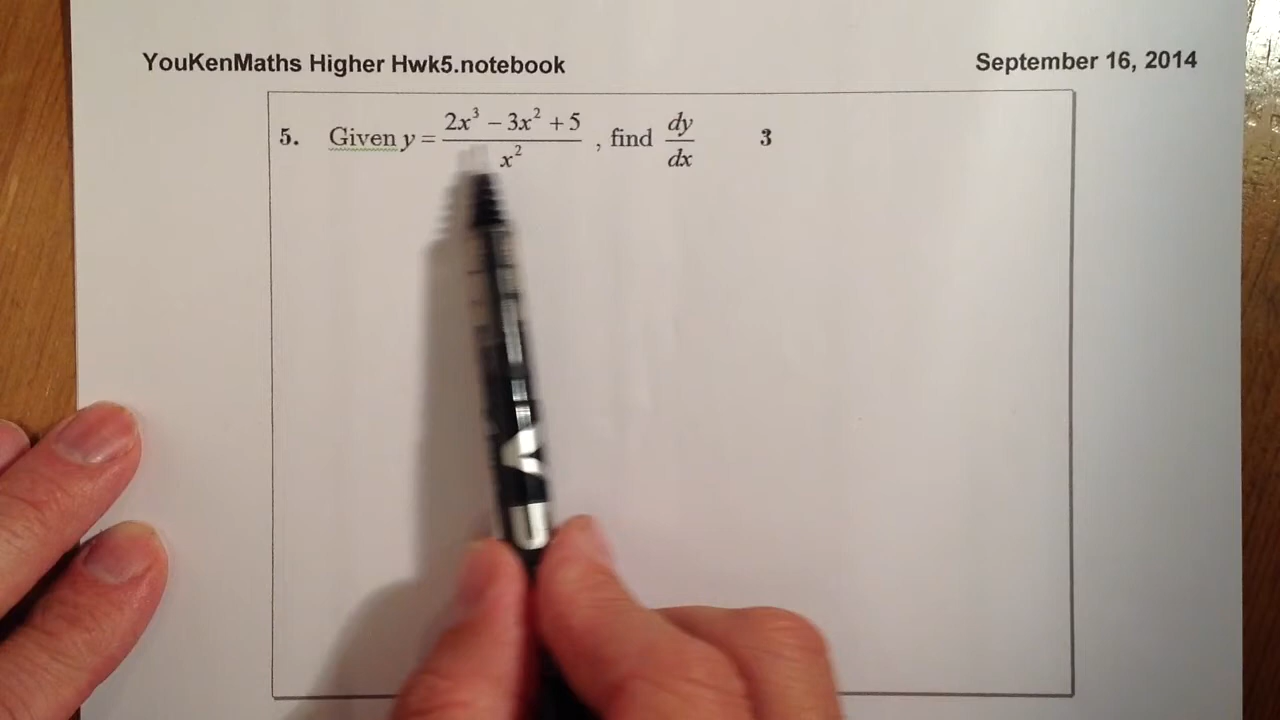 YouKenMaths Higher Hwk5.notebook September 16, 2014
5. Given y = (2x³ − 3x² + 5)/x² , find dy/dx 3